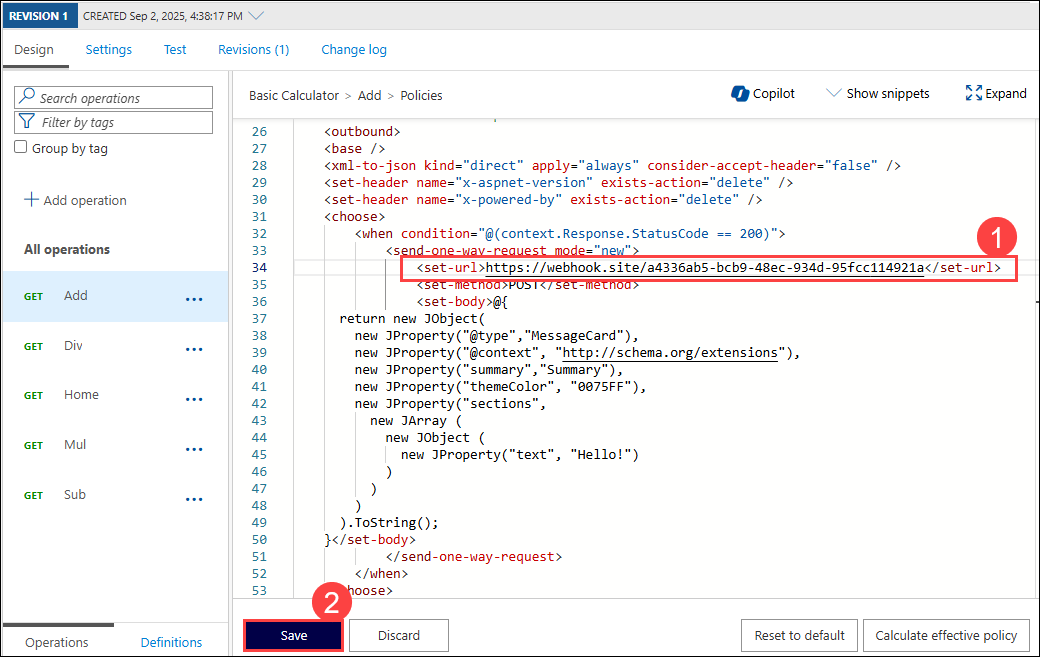 REVISION 1 CREATED Sep 2, 2025, 4:38:17 PM
Design Settings Test Revisions (1) Change log
Search operations
Filter by tags
Group by tag
Add operation
All operations
GET Add ...
GET Div ...
GET Home ...
GET Mul ...
GET Sub ...
Operations Definitions
Basic Calculator > Add > Policies
Copilot Show snippets Expand
26 <outbound>
27 <base />
28 <xml-to-json kind="direct" apply="always" consider-accept-header="false" />
29 <set-header name="x-aspnet-version" exists-action="delete" />
30 <set-header name="x-powered-by" exists-action="delete" />
31 <choose>
32 <when condition="@(context.Response.StatusCode == 200)">
33 <send-one-way-request mode="new">
1
34 <set-url>https://webhook.site/a4336ab5-bcb9-48ec-934d-95fcc114921a</set-url>
35 <set-method>POST</set-method>
36 <set-body>@{
37 return new JObject(
38 new JProperty("@type","MessageCard"),
39 new JProperty("@context", "http://schema.org/extensions"),
40 new JProperty("summary","Summary"),
41 new JProperty("themeColor", "0075FF"),
42 new JProperty("sections",
43 new JArray (
44 new JObject (
45 new JProperty("text", "Hello!")
46 )
47 )
48 )
49 ).ToString();
50 }</set-body>
51 </send-one-way-request>
52 </when>
53 hoose>
2
Save Discard Reset to default Calculate effective policy